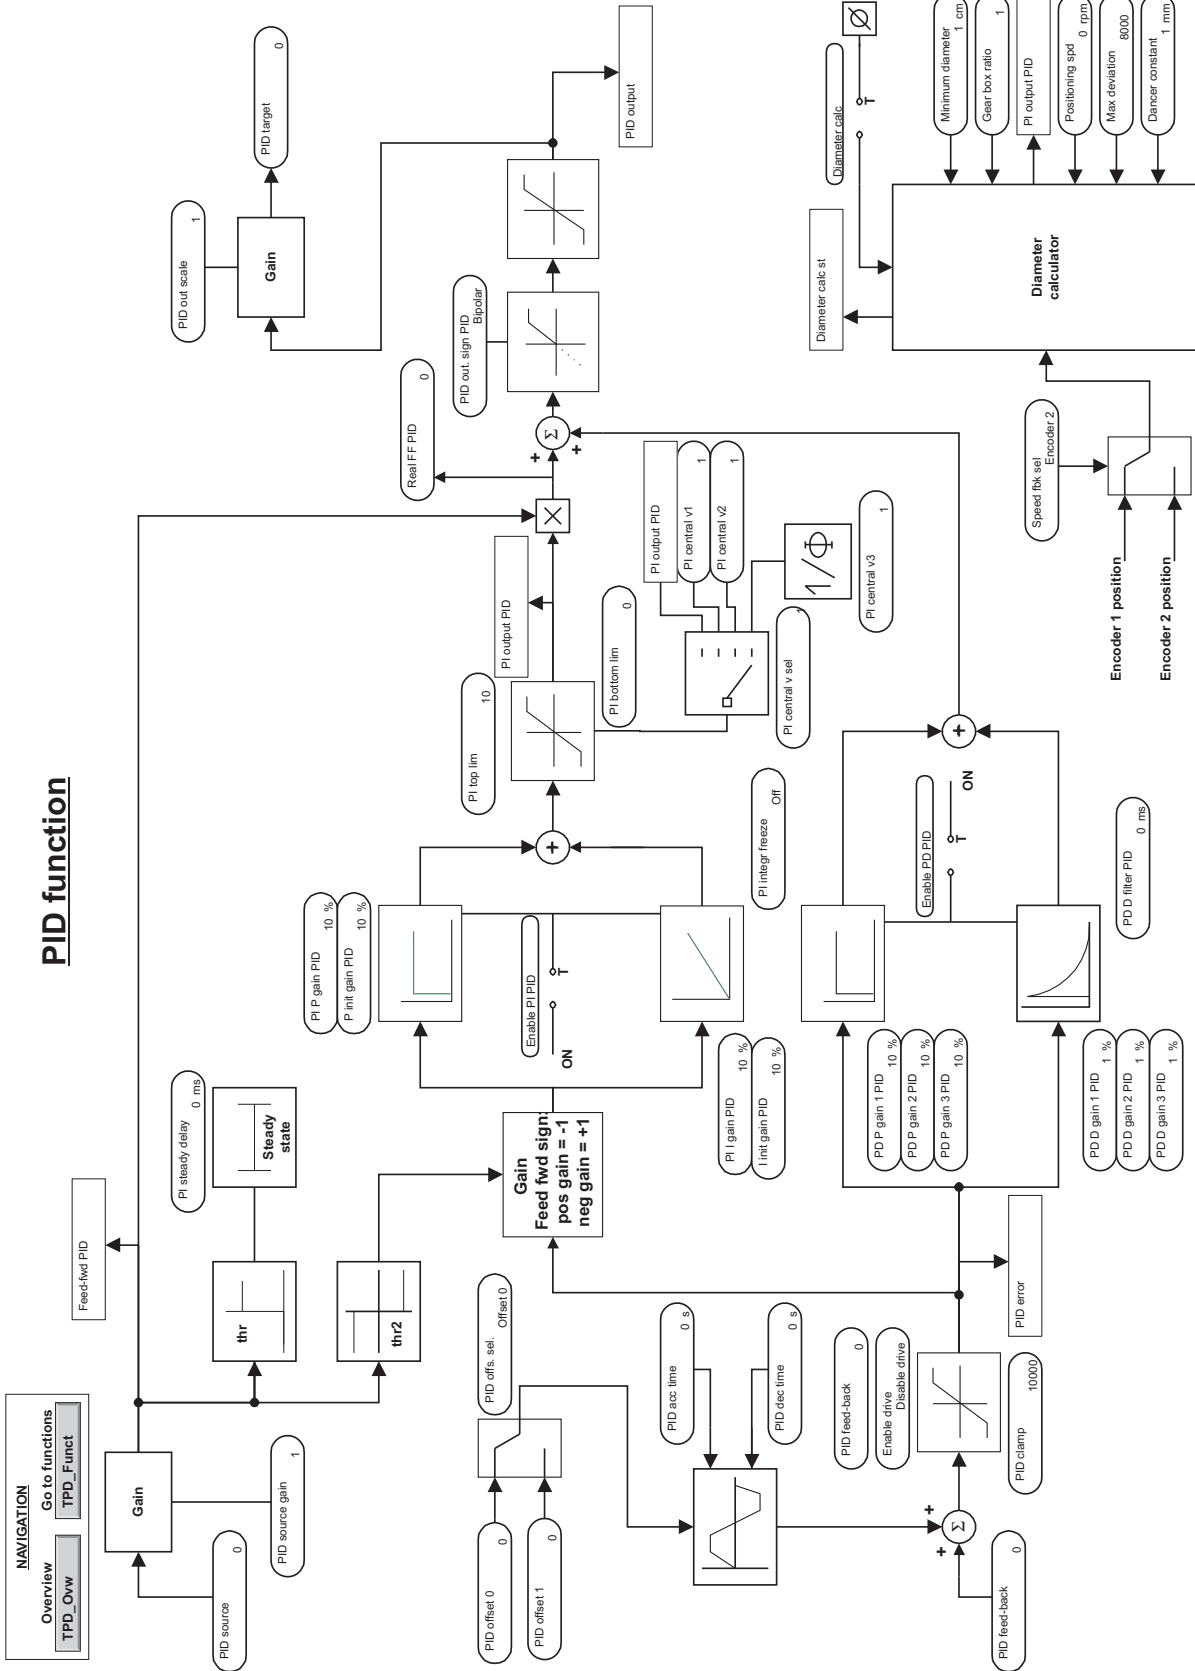 PID function
NAVIGATION
Overview
Go to functions
TPD_Ovw
TPD_Funct
PID source
0
Gain
PID source gain
1
Feed-fwd PID
thr
PI steady delay
0 ms
Steady
state
thr2
Gain
Feed fwd sign:
pos gain = -1
neg gain = +1
PID offset 0
0
PID offset 1
0
PID offs. sel.
Offset 0
PID acc time
0 s
PID dec time
0 s
PID feed-back
0
Enable drive
Disable drive
PID feed-back
0
+
+
Σ
PID clamp
10000
PID error
PI P gain PID
10 %
P init gain PID
10 %
Enable PI PID
ON
T
PI I gain PID
10 %
I init gain PID
10 %
PI integr freeze
Off
+
PI top lim
10
PI bottom lim
0
PI output PID
PI central v sel
1
PI output PID
PI central v1
1
PI central v2
1
PI central v3
1
1/Φ
X
Real FF PID
0
+
+
Σ
PID out. sign PID
Bipolar
PID output
PID out scale
1
Gain
PID target
0
PD P gain 1 PID
10 %
PD P gain 2 PID
10 %
PD P gain 3 PID
10 %
Enable PD PID
T
ON
PD D gain 1 PID
1 %
PD D gain 2 PID
1 %
PD D gain 3 PID
1 %
PD D filter PID
0 ms
+
Encoder 1 position
Encoder 2 position
Speed fbk sel
Encoder 2
Diameter calc st
Diameter calc
T
Ø
Diameter
calculator
Minimum diameter
1 cm
Gear box ratio
1
PI output PID
Positioning spd
0 rpm
Max deviation
8000
Dancer constant
1 mm